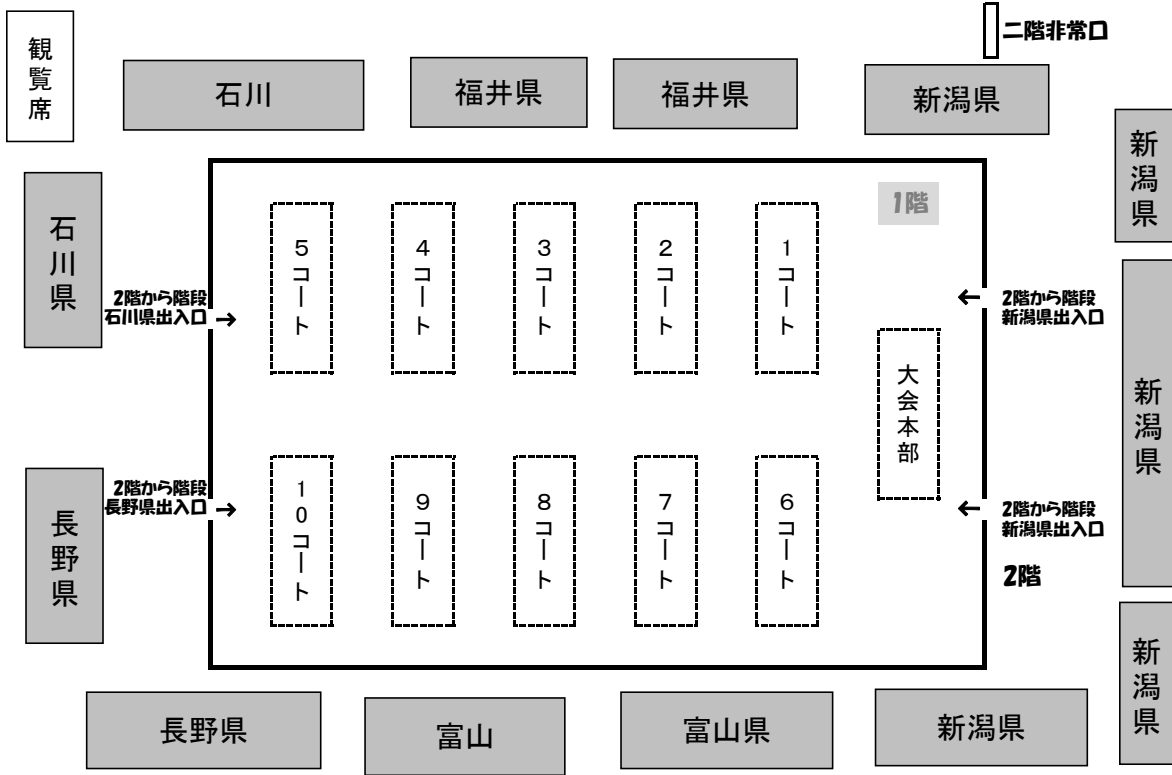 観覧席
二階非常口
石川
福井県
福井県
新潟県
新潟県
石川県
1階
5コート
4コート
3コート
2コート
1コート
2階から階段
石川県出入口 →
← 2階から階段
新潟県出入口
大会本部
新潟県
長野県
2階から階段
長野県出入口 →
10コート
9コート
8コート
7コート
6コート
← 2階から階段
新潟県出入口
2階
新潟県
長野県
富山
富山県
新潟県